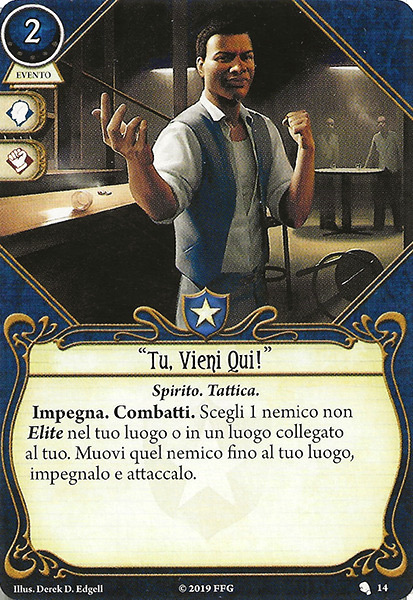 2
EVENTO
“Tu, Vieni Qui!”
Spirito. Tattica.
Impegna. Combatti. Scegli 1 nemico non
Elite nel tuo luogo o in un luogo collegato
al tuo. Muovi quel nemico fino al tuo luogo,
impegnalo e attaccalo.
Illus. Derek D. Edgell
© 2019 FFG
14